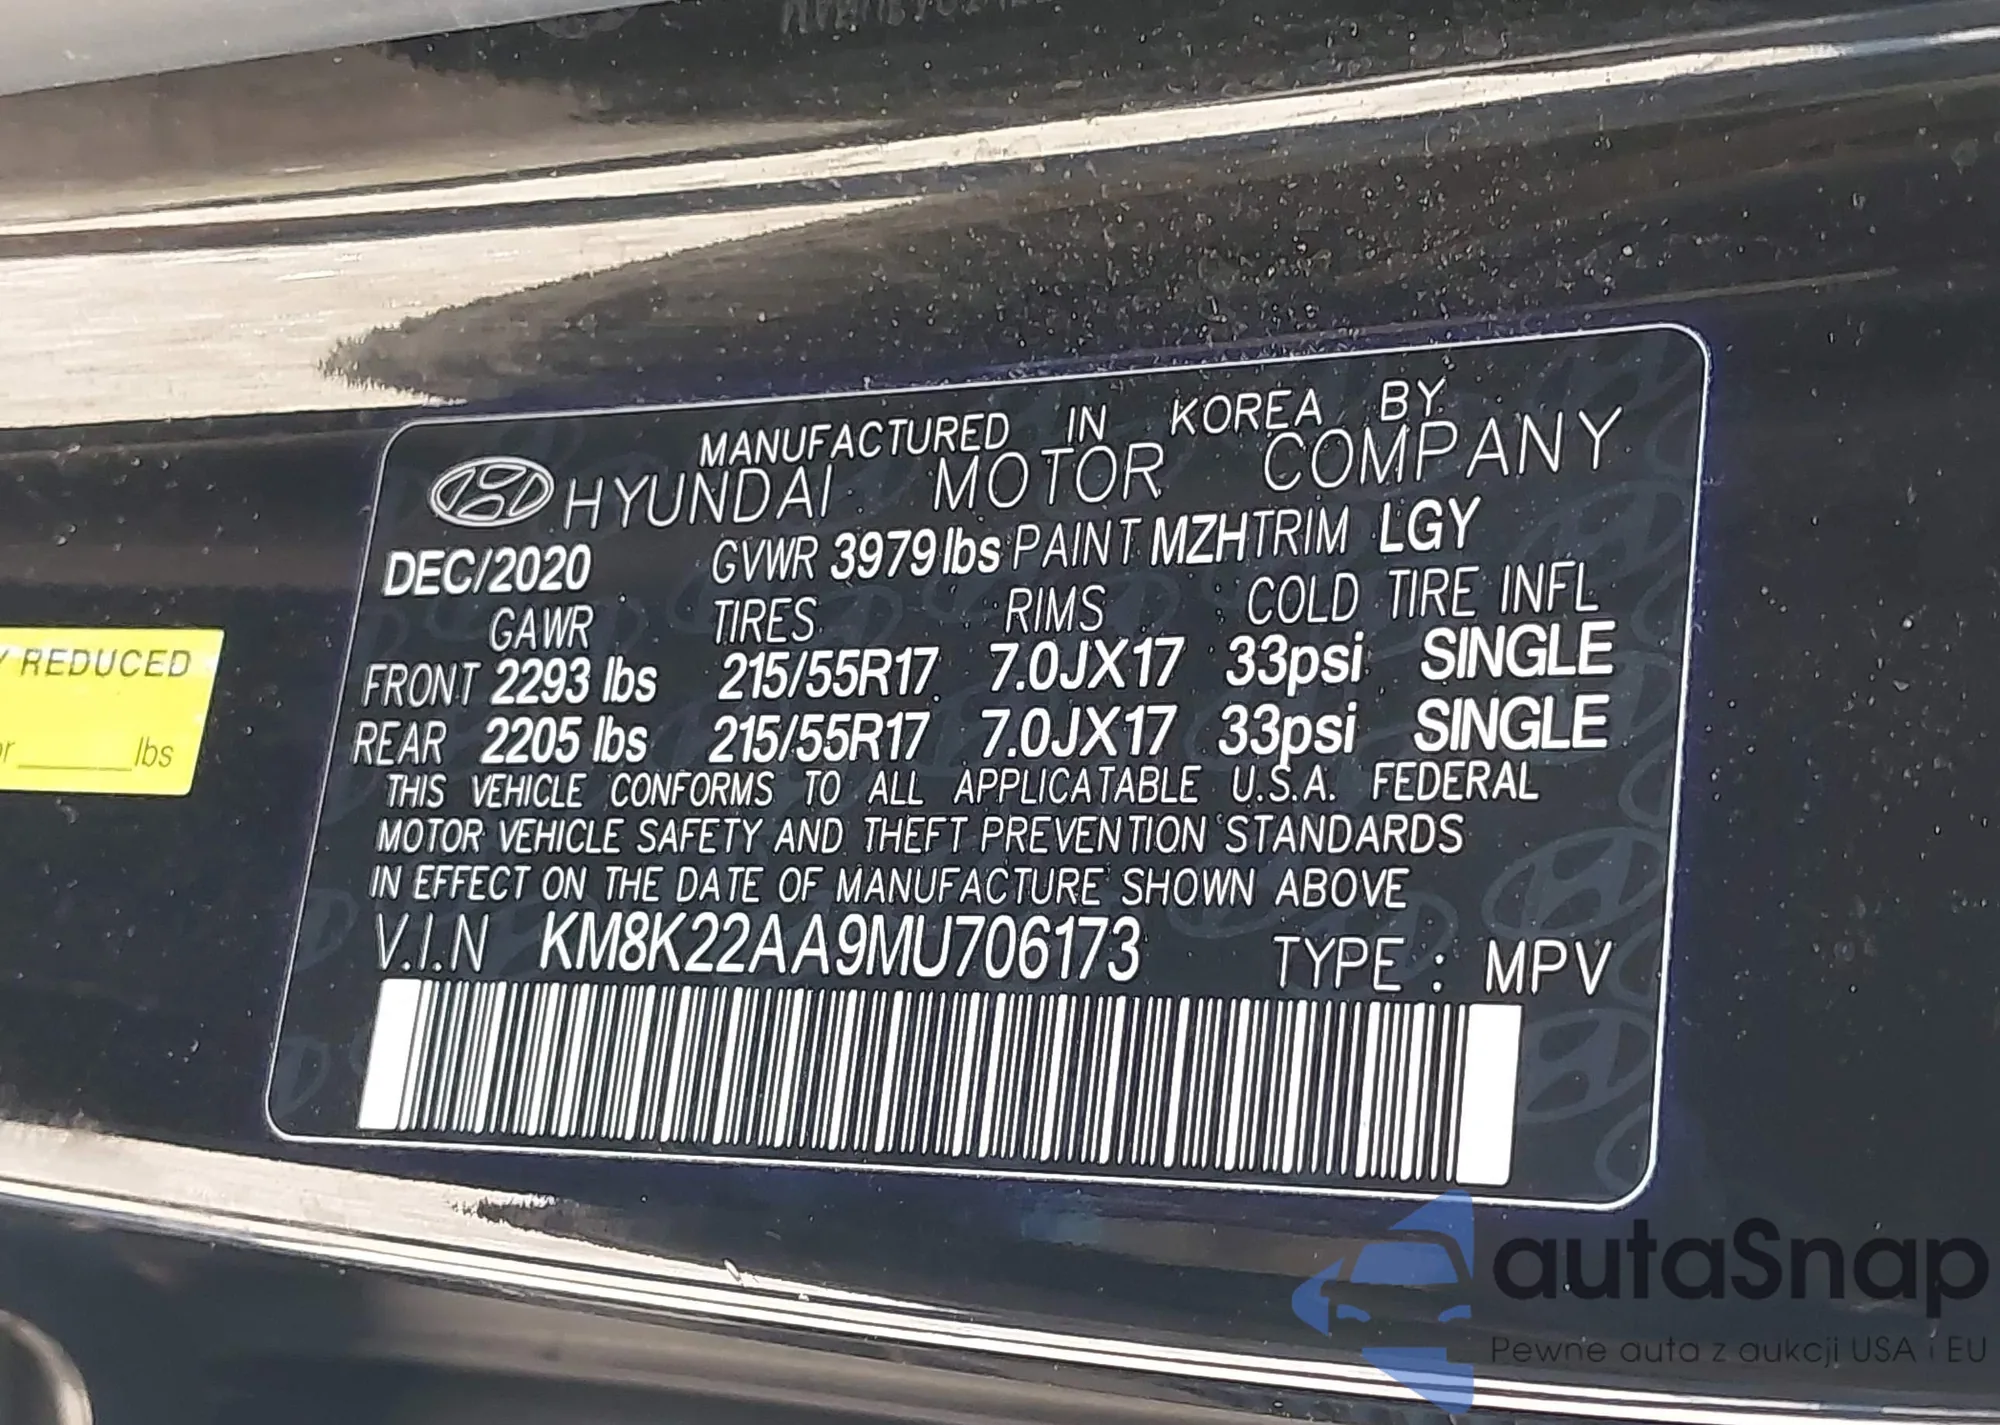 MANUFACTURED IN KOREA BY
HYUNDAI MOTOR COMPANY
DEC/2020 GVWR 3979lbs PAINT MZH TRIM LGY
GAWR TIRES RIMS COLD TIRE INFL
FRONT 2293 lbs 215/55R17 7.0JX17 33psi SINGLE
REAR 2205 lbs 215/55R17 7.0JX17 33psi SINGLE
THIS VEHICLE CONFORMS TO ALL APPLICATABLE U.S.A. FEDERAL
MOTOR VEHICLE SAFETY AND THEFT PREVENTION STANDARDS
IN EFFECT ON THE DATE OF MANUFACTURE SHOWN ABOVE
V.I.N KM8K22AA9MU706173 TYPE : MPV
REDUCED
lbs
autaSnap
Pewne auta z aukcji USA i EU